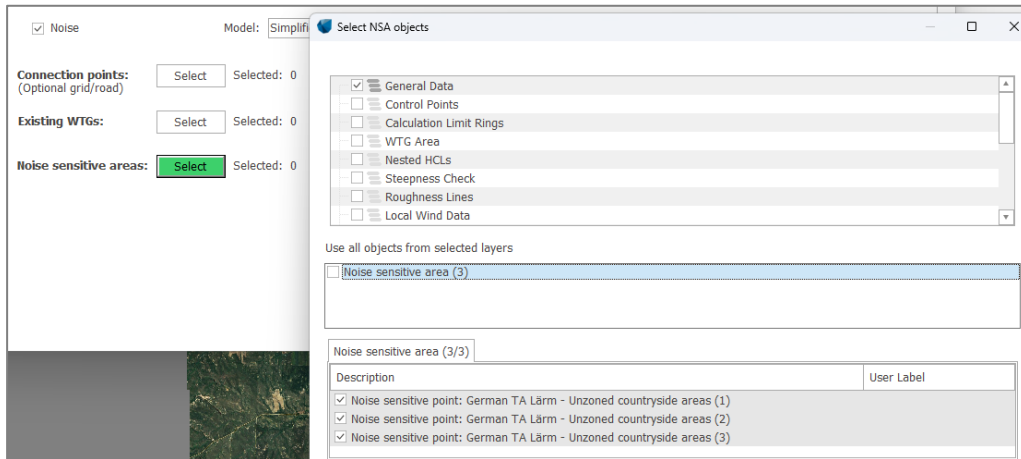 Noise
Model: Simplifi
Connection points:
(Optional grid/road)
Select
Selected: 0
Existing WTGs:
Select
Selected: 0
Noise sensitive areas:
Select
Selected: 0
Select NSA objects
General Data
Control Points
Calculation Limit Rings
WTG Area
Nested HCLs
Steepness Check
Roughness Lines
Local Wind Data
Use all objects from selected layers
Noise sensitive area (3)
Noise sensitive area (3/3)
Description
User Label
Noise sensitive point: German TA Lärm - Unzoned countryside areas (1)
Noise sensitive point: German TA Lärm - Unzoned countryside areas (2)
Noise sensitive point: German TA Lärm - Unzoned countryside areas (3)